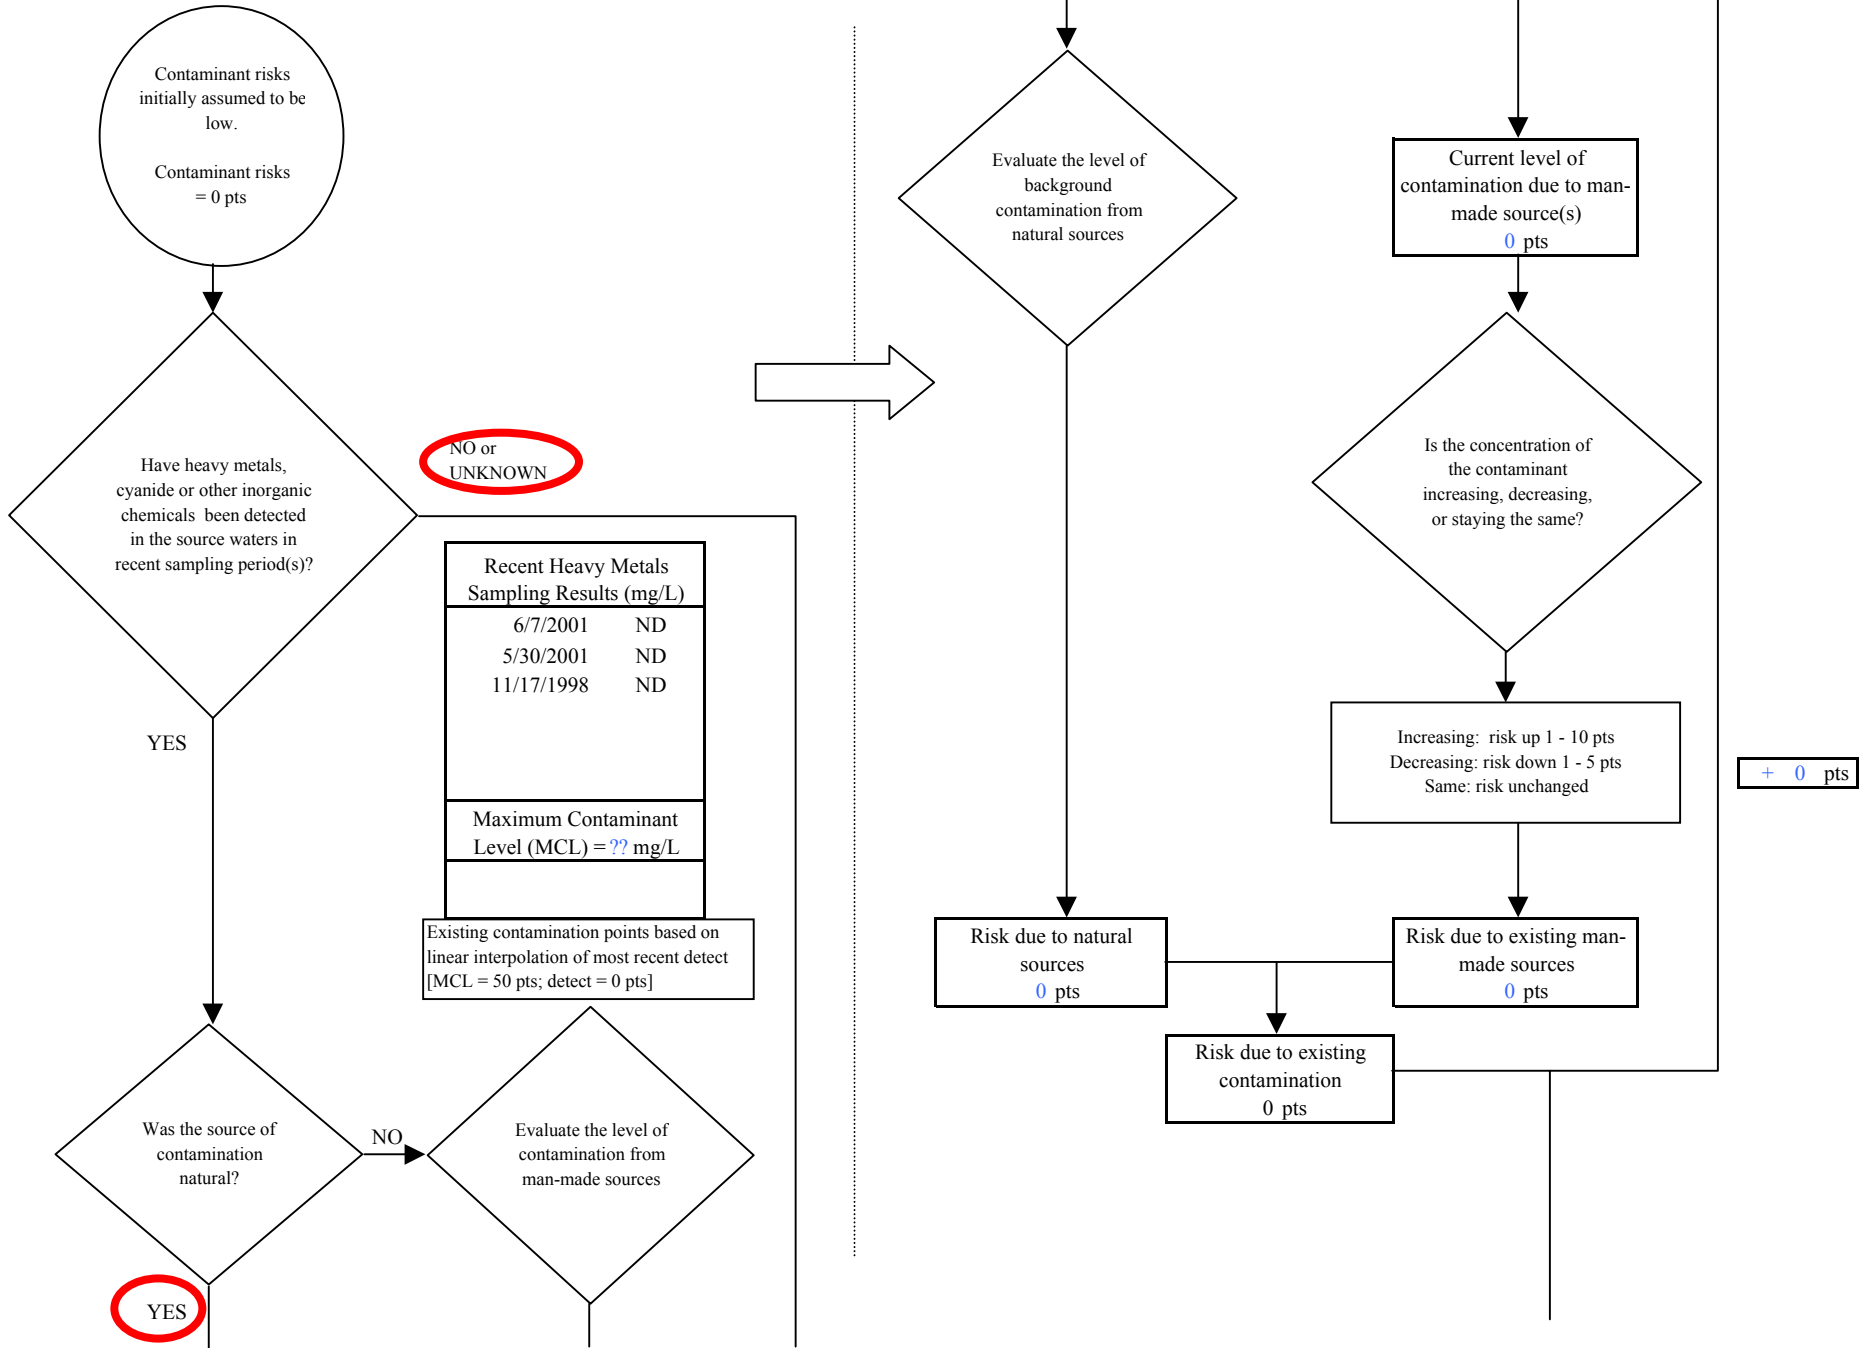 Contaminant risks
initially assumed to be
low.
Contaminant risks
= 0 pts
Have heavy metals,
cyanide or other inorganic
chemicals been detected
in the source waters in
recent sampling period(s)?
NO or
UNKNOWN
YES
Recent Heavy Metals
Sampling Results (mg/L)
6/7/2001 ND
5/30/2001 ND
11/17/1998 ND
Maximum Contaminant
Level (MCL) = ?? mg/L
Existing contamination points based on
linear interpolation of most recent detect
[MCL = 50 pts; detect = 0 pts]
Was the source of
contamination
natural?
NO
Evaluate the level of
contamination from
man-made sources
YES
Evaluate the level of
background
contamination from
natural sources
Current level of
contamination due to man-
made source(s)
0 pts
Is the concentration of
the contaminant
increasing, decreasing,
or staying the same?
Increasing: risk up 1 - 10 pts
Decreasing: risk down 1 - 5 pts
Same: risk unchanged
+ 0 pts
Risk due to natural
sources
0 pts
Risk due to existing man-
made sources
0 pts
Risk due to existing
contamination
0 pts